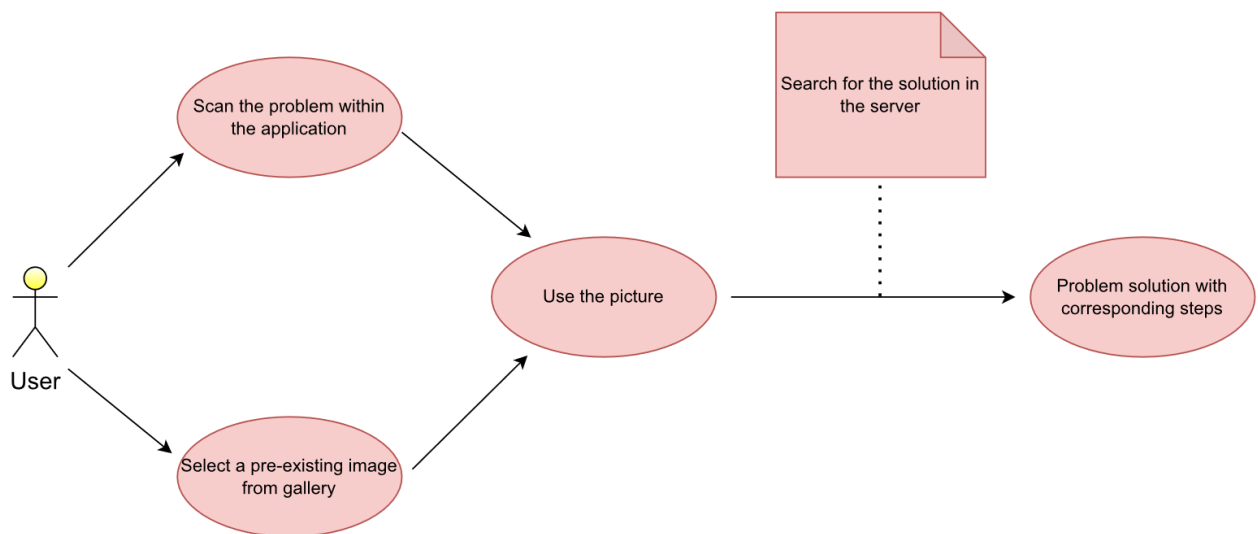 Scan the problem within
the application
Search for the solution in
the server
User
Use the picture
Problem solution with
corresponding steps
Select a pre-existing image
from gallery